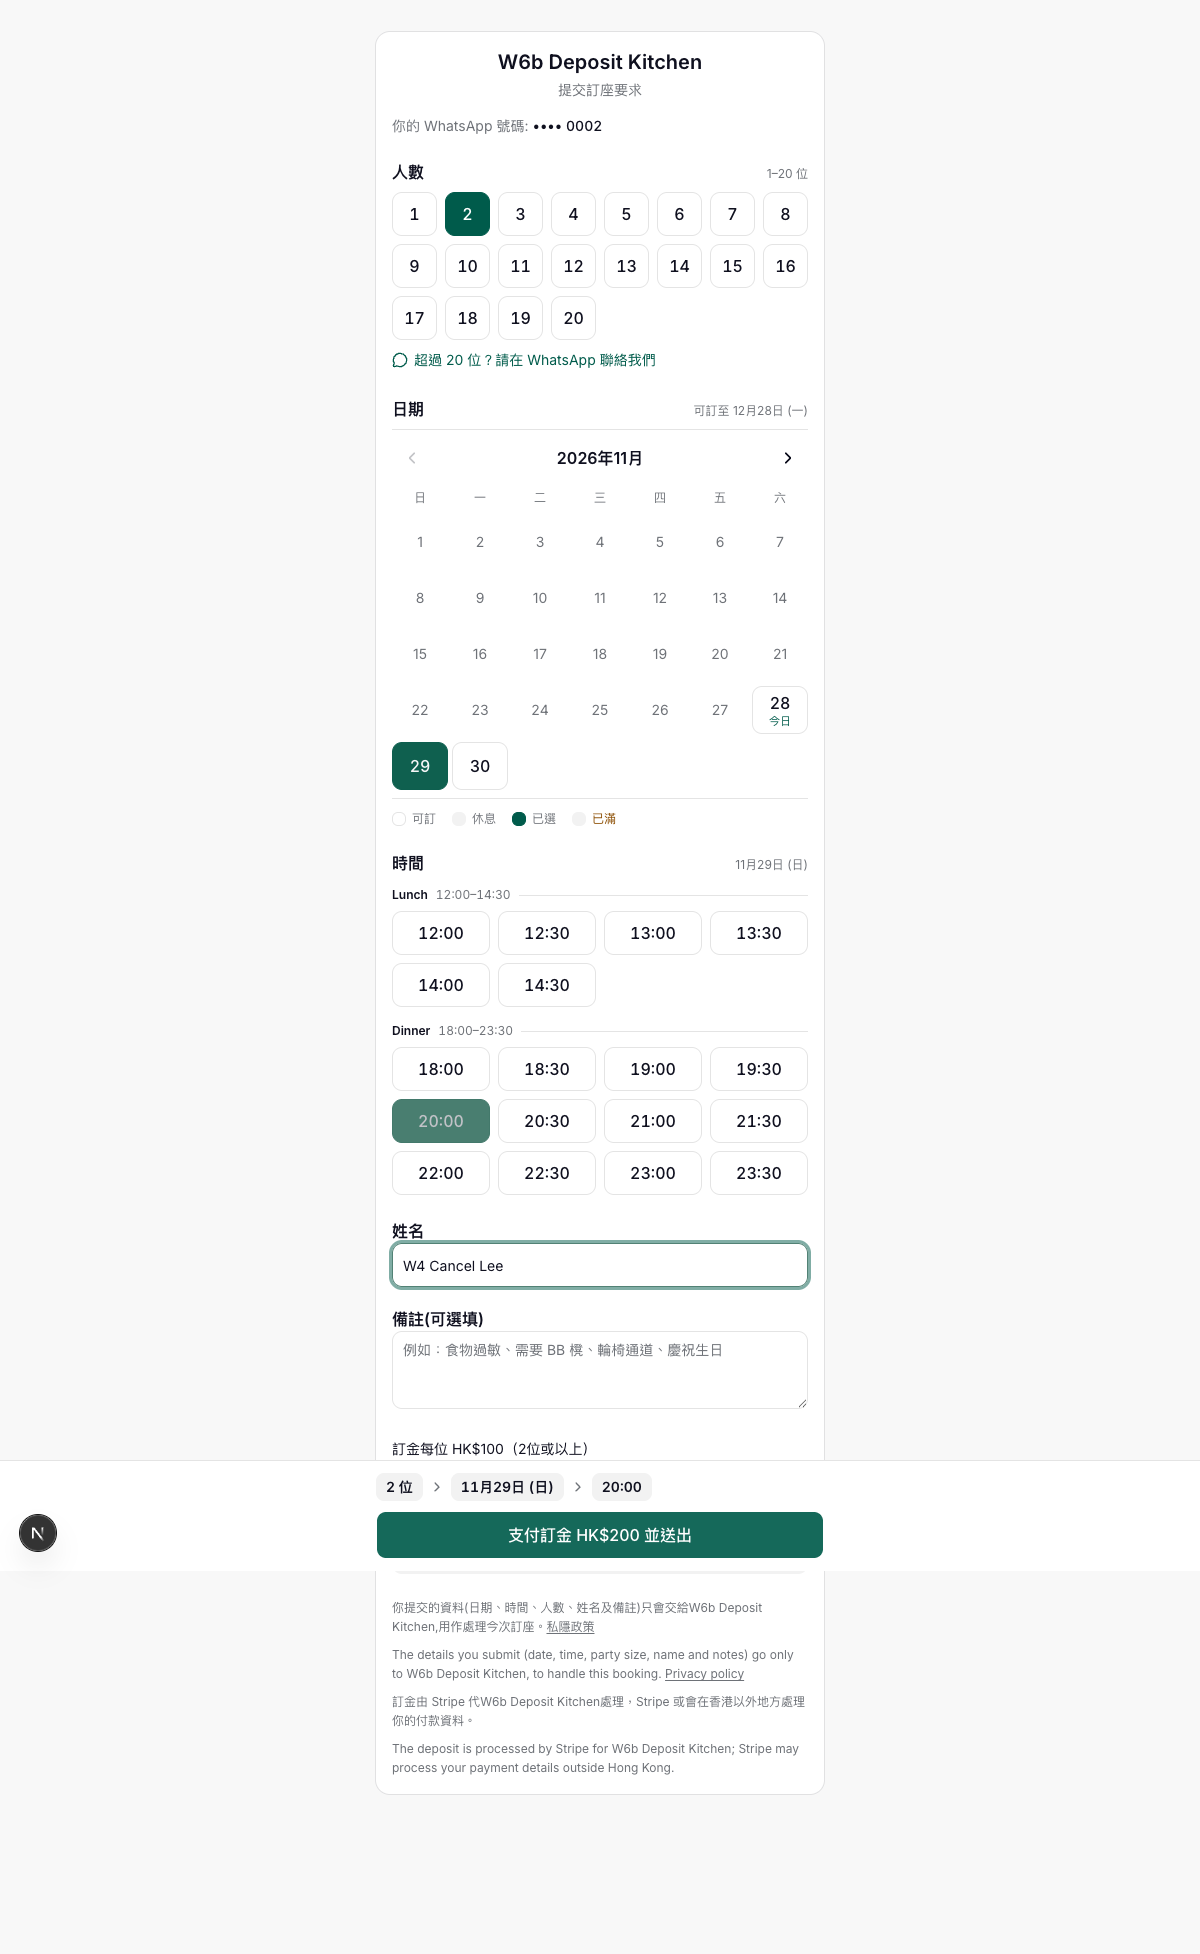 W6b Deposit Kitchen
提交訂座要求
你的 WhatsApp 號碼: •••• 0002
人數 1–20 位
1 2 3 4 5 6 7 8
9 10 11 12 13 14 15 16
17 18 19 20
超過 20 位？請在 WhatsApp 聯絡我們
日期 可訂至 12月28日 (一)
2026年11月
日 一 二 三 四 五 六
1 2 3 4 5 6 7
8 9 10 11 12 13 14
15 16 17 18 19 20 21
22 23 24 25 26 27 28
今日
29 30
可訂 休息 已選 已滿
時間 11月29日 (日)
Lunch 12:00–14:30
12:00 12:30 13:00 13:30
14:00 14:30
Dinner 18:00–23:30
18:00 18:30 19:00 19:30
20:00 20:30 21:00 21:30
22:00 22:30 23:00 23:30
姓名
W4 Cancel Lee
備註(可選填)
例如：食物過敏、需要 BB 櫈、輪椅通道、慶祝生日
訂金每位 HK$100（2位或以上）
2 位 11月29日 (日) 20:00
支付訂金 HK$200 並送出
N
你提交的資料(日期、時間、人數、姓名及備註)只會交給W6b Deposit
Kitchen,用作處理今次訂座。私隱政策
The details you submit (date, time, party size, name and notes) go only
to W6b Deposit Kitchen, to handle this booking. Privacy policy
訂金由 Stripe 代W6b Deposit Kitchen處理，Stripe 或會在香港以外地方處理
你的付款資料。
The deposit is processed by Stripe for W6b Deposit Kitchen; Stripe may
process your payment details outside Hong Kong.